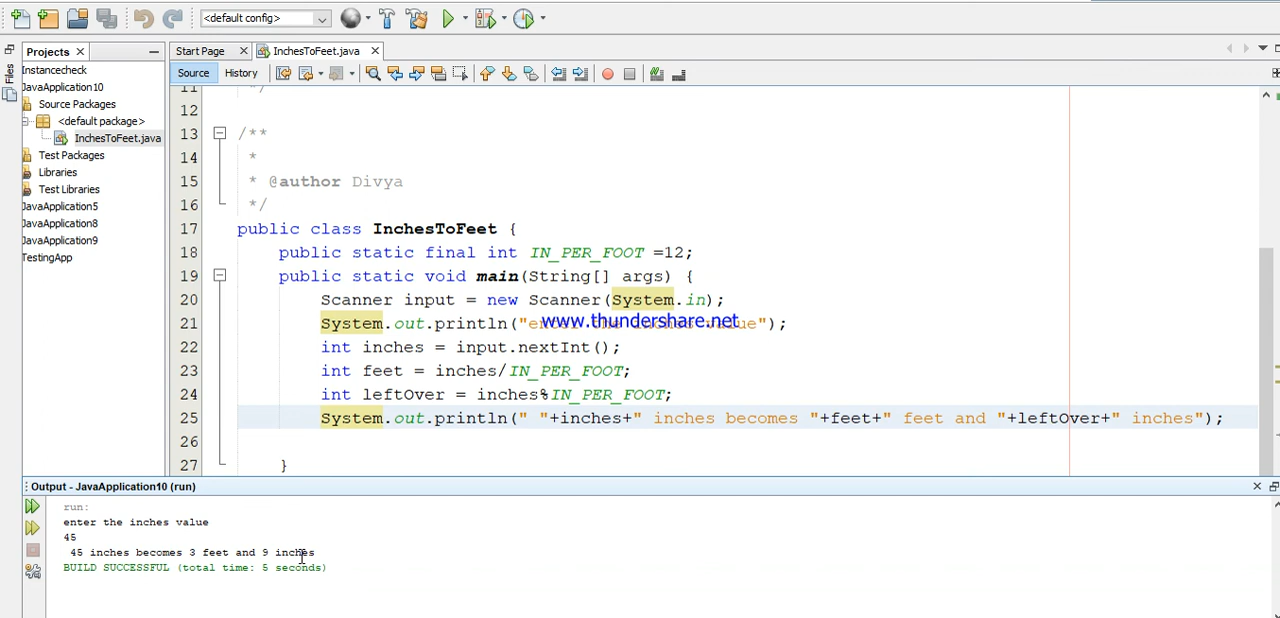 <default config>
Projects
Start Page
InchesToFeet.java
Files
Source
History
Instancecheck
JavaApplication10
Source Packages
<default package>
InchesToFeet.java
Test Packages
Libraries
Test Libraries
JavaApplication5
JavaApplication8
JavaApplication9
TestingApp
11 */
12
13 /**
14 *
15 * @author Divya
16 */
17 public class InchesToFeet {
18 public static final int IN_PER_FOOT =12;
19 public static void main(String[] args) {
20 Scanner input = new Scanner(System.in);
21 System.out.println("enter the inches value");
www.thundershare.net
22 int inches = input.nextInt();
23 int feet = inches/IN_PER_FOOT;
24 int leftOver = inches%IN_PER_FOOT;
25 System.out.println(" "+inches+" inches becomes "+feet+" feet and "+leftOver+" inches");
26
27 }
Output - JavaApplication10 (run)
run:
enter the inches value
45
45 inches becomes 3 feet and 9 inches
BUILD SUCCESSFUL (total time: 5 seconds)